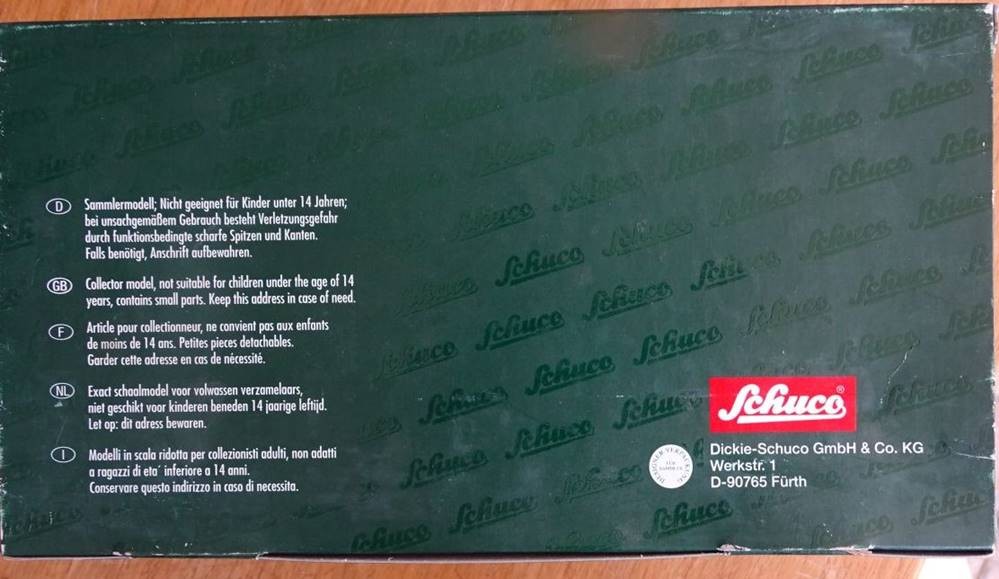 D
Sammlermodell; Nicht geeignet für Kinder unter 14 Jahren;
bei unsachgemäßem Gebrauch besteht Verletzungsgefahr
durch funktionsbedingte scharfe Spitzen und Kanten.
Falls benötigt, Anschrift aufbewahren.
GB
Collector model, not suitable for children under the age of 14
years, contains small parts. Keep this address in case of need.
F
Article pour collectionneur, ne convient pas aux enfants
de moins de 14 ans. Petites pieces detachables.
Garder cette adresse en cas de nécessité.
NL
Exact schaalmodel voor volwassen verzamelaars,
niet geschikt voor kinderen beneden 14 jaarige leftijd.
Let op: dit adress bewaren.
I
Modelli in scala ridotta per collezionisti adulti, non adatti
a ragazzi di eta' inferiore a 14 anni.
Conservare questo indirizzo in caso di necessita.
Schuco®
Dickie-Schuco GmbH & Co. KG
Werkstr. 1
D-90765 Fürth